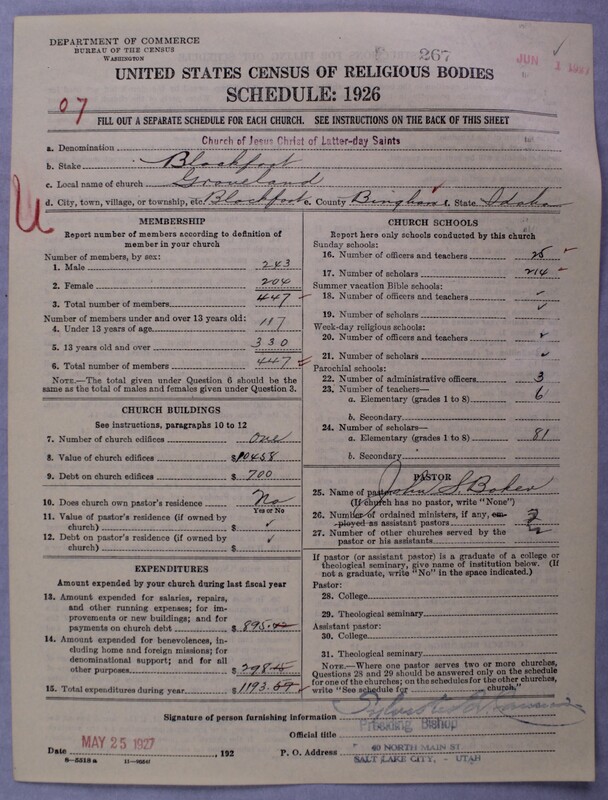 DEPARTMENT OF COMMERCE
BUREAU OF THE CENSUS
WASHINGTON
267
JUN 1 1927
UNITED STATES CENSUS OF RELIGIOUS BODIES
SCHEDULE: 1926
07
FILL OUT A SEPARATE SCHEDULE FOR EACH CHURCH. SEE INSTRUCTIONS ON THE BACK OF THIS SHEET
a. Denomination Church of Jesus Christ of Latter-day Saints
b. Stake Blackfoot
c. Local name of church Groveland
d. City, town, village, or township, etc. Blackfoot e. County Bingham f. State Idaho
MEMBERSHIP
Report number of members according to definition of
member in your church
Number of members, by sex:
1. Male 243
2. Female 204
3. Total number of members 447
Number of members under and over 13 years old:
4. Under 13 years of age 117
5. 13 years old and over 330
6. Total number of members 447
NOTE.—The total given under Question 6 should be
same as the total of males and females given under Question 3.
CHURCH BUILDINGS
See instructions, paragraphs 10 to 12
7. Number of church edifices One
8. Value of church edifices $10458
9. Debt on church edifices $ 700
10. Does church own pastor's residence No
Yes or No
11. Value of pastor's residence (if owned by
church) $
12. Debt on pastor's residence (if owned by
church) $
EXPENDITURES
Amount expended by your church during last fiscal year
13. Amount expended for salaries, repairs,
and other running expenses; for im-
provements or new buildings; and for
payments on church debt $ 895
14. Amount expended for benevolences, in-
cluding home and foreign missions; for
denominational support; and for all
other purposes $ 298
15. Total expenditures during year $ 1193
CHURCH SCHOOLS
Report here only schools conducted by this church
Sunday schools:
16. Number of officers and teachers 25
17. Number of scholars 214
Summer vacation Bible schools:
18. Number of officers and teachers
19. Number of scholars
Week-day religious schools:
20. Number of officers and teachers
21. Number of scholars
Parochial schools:
22. Number of administrative officers 3
23. Number of teachers—
a. Elementary (grades 1 to 8) 6
b. Secondary
24. Number of scholars—
a. Elementary (grades 1 to 8) 81
b. Secondary
PASTOR
25. Name of pastor John S. Baker
(If church has no pastor, write "None")
26. Number of ordained ministers, if any, em-
ployed as assistant pastors
27. Number of other churches served by the
pastor or his assistants
If pastor (or assistant pastor) is a graduate of a college or
theological seminary, give name of institution below. (If
not a graduate, write "No" in the space indicated.)
Pastor:
28. College
29. Theological seminary
Assistant pastor:
30. College
31. Theological seminary
NOTE.—Where one pastor serves two or more churches,
Questions 28 and 29 should be answered only on the schedule
for one of the churches; on the schedules for the other churches,
write "See schedule for church."
Signature of person furnishing information
Official title Presiding Bishop
Date MAY 25 1927, 192 P. O. Address 40 NORTH MAIN ST
SALT LAKE CITY, - UTAH
8-5318 a